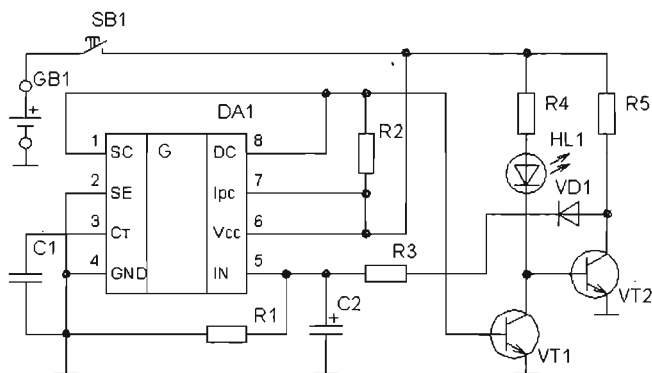 SB1
GB1
+
DA1
1 SC G DC 8
2 SE Ipc 7
3 Cт Vcc 6
4 GND IN 5
C1
R1
R2
R3
C2
+
R4
R5
HL1
VD1
VT1
VT2